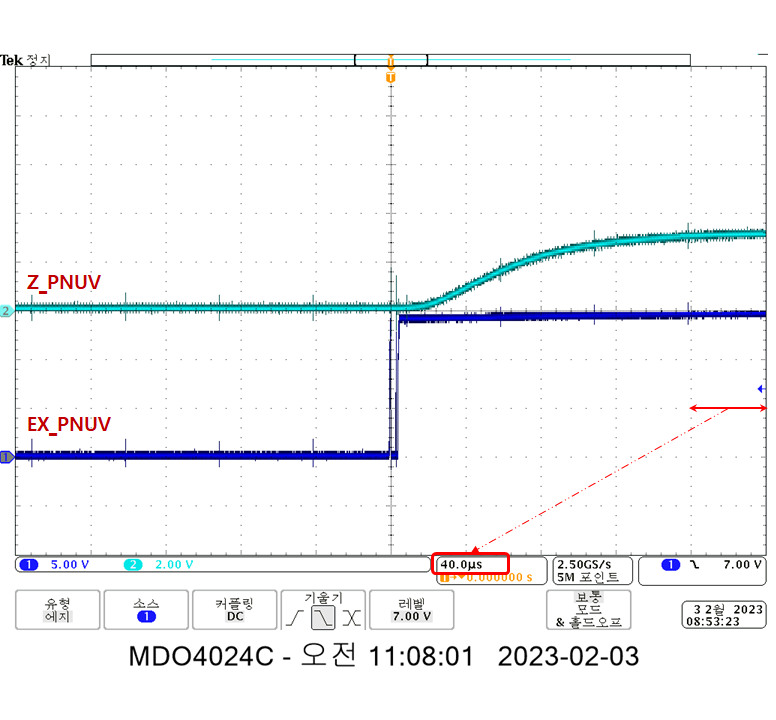 Tek 정지
T
T
Z_PNUV
2
EX_PNUV
1
1 5.00 V 2 2.00 V
40.0μs
T→▼0.000000 s
2.50GS/s
5M 포인트
1 7.00 V
유형
에지
소스
1
커플링
DC
기울기
레벨
7.00 V
보통
모드
& 홀드오프
3 2월 2023
08:53:23
MDO4024C - 오전 11:08:01 2023-02-03